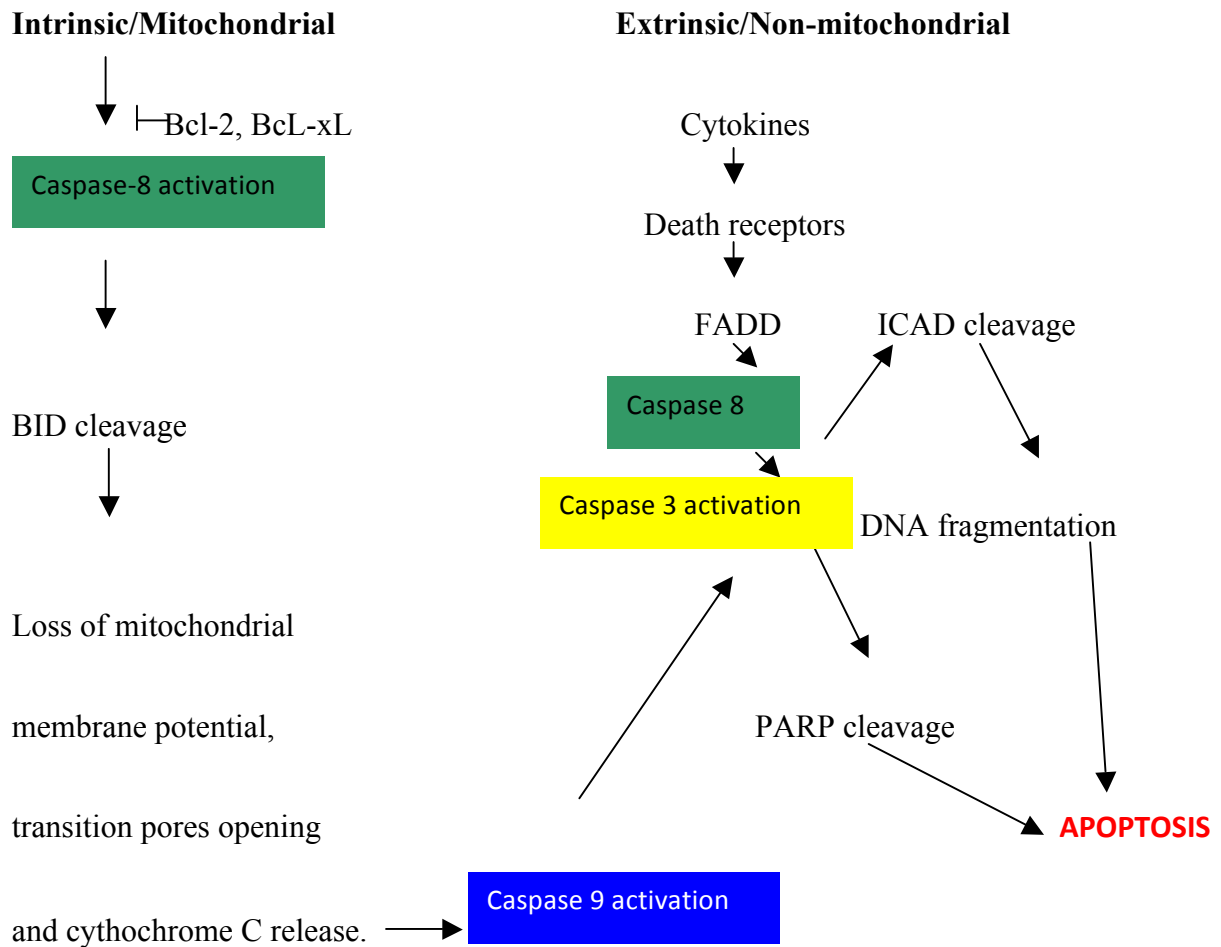 Intrinsic/Mitochondrial
Extrinsic/Non-mitochondrial
Bcl-2, BcL-xL
Cytokines
Caspase-8 activation
Death receptors
FADD
ICAD cleavage
Caspase 8
BID cleavage
Caspase 3 activation
DNA fragmentation
Loss of mitochondrial
membrane potential,
transition pores opening
and cythochrome C release.
PARP cleavage
APOPTOSIS
Caspase 9 activation